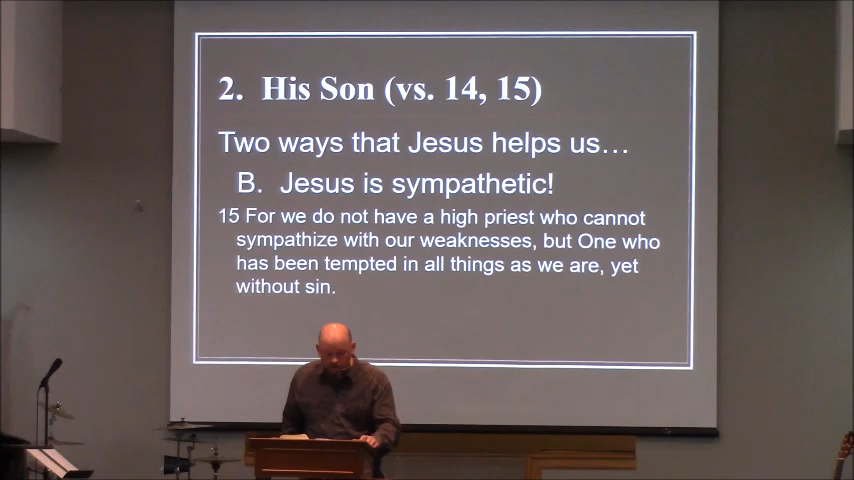 2. His Son (vs. 14, 15)
Two ways that Jesus helps us…
B. Jesus is sympathetic!
15 For we do not have a high priest who cannot
sympathize with our weaknesses, but One who
has been tempted in all things as we are, yet
without sin.